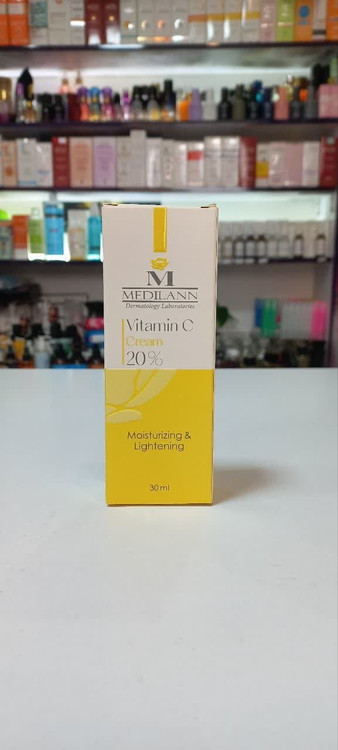 M
MEDILANN
Dermatology Laboratories
Vitamin C
Cream
20%
Moisturizing &
Lightening
30 ml